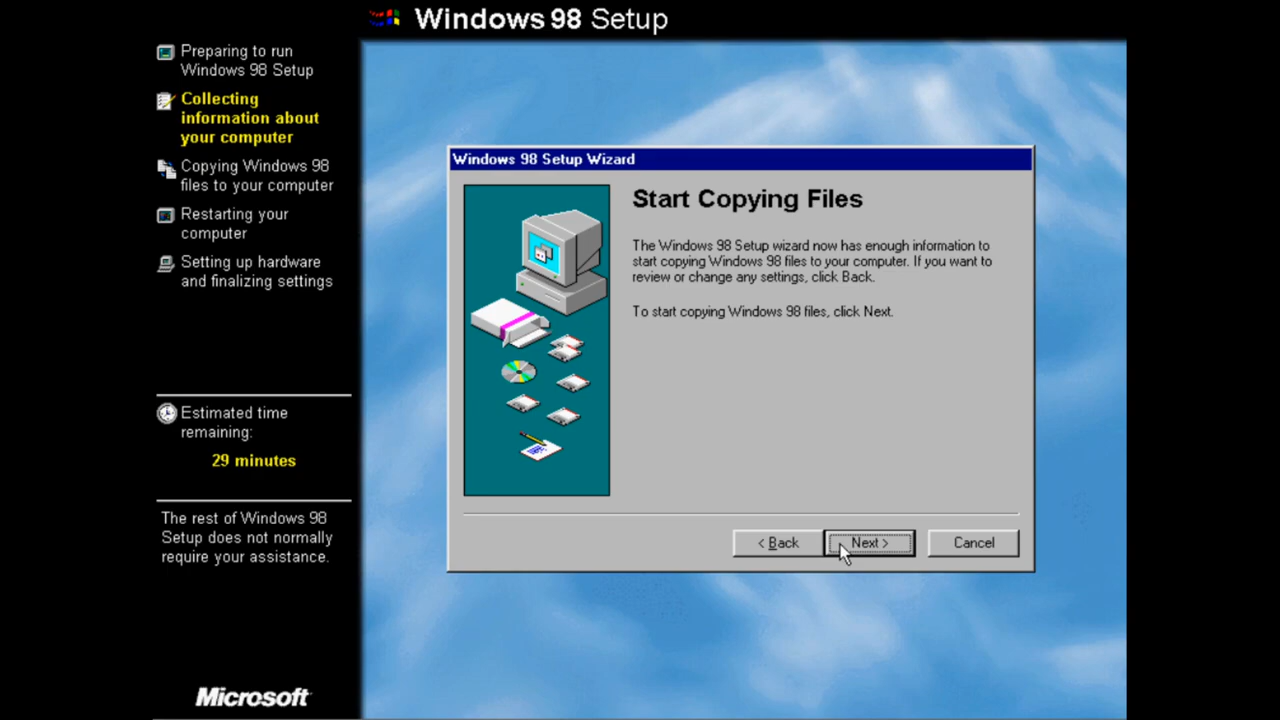 Windows 98 Setup
Preparing to run
Windows 98 Setup
Collecting
information about
your computer
Copying Windows 98
files to your computer
Restarting your
computer
Setting up hardware
and finalizing settings
Estimated time
remaining:
29 minutes
The rest of Windows 98
Setup does not normally
require your assistance.
Microsoft
Windows 98 Setup Wizard
Start Copying Files
The Windows 98 Setup wizard now has enough information to
start copying Windows 98 files to your computer. If you want to
review or change any settings, click Back.
To start copying Windows 98 files, click Next.
< Back
Next >
Cancel